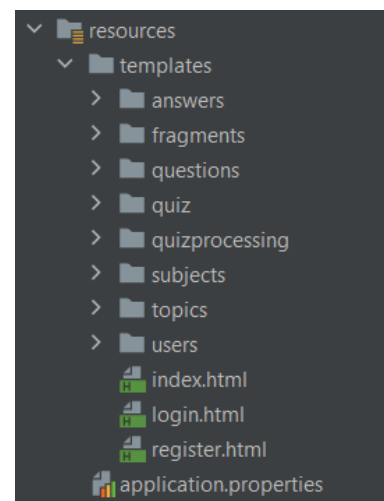 resources
templates
answers
fragments
questions
quiz
quizprocessing
subjects
topics
users
index.html
login.html
register.html
application.properties